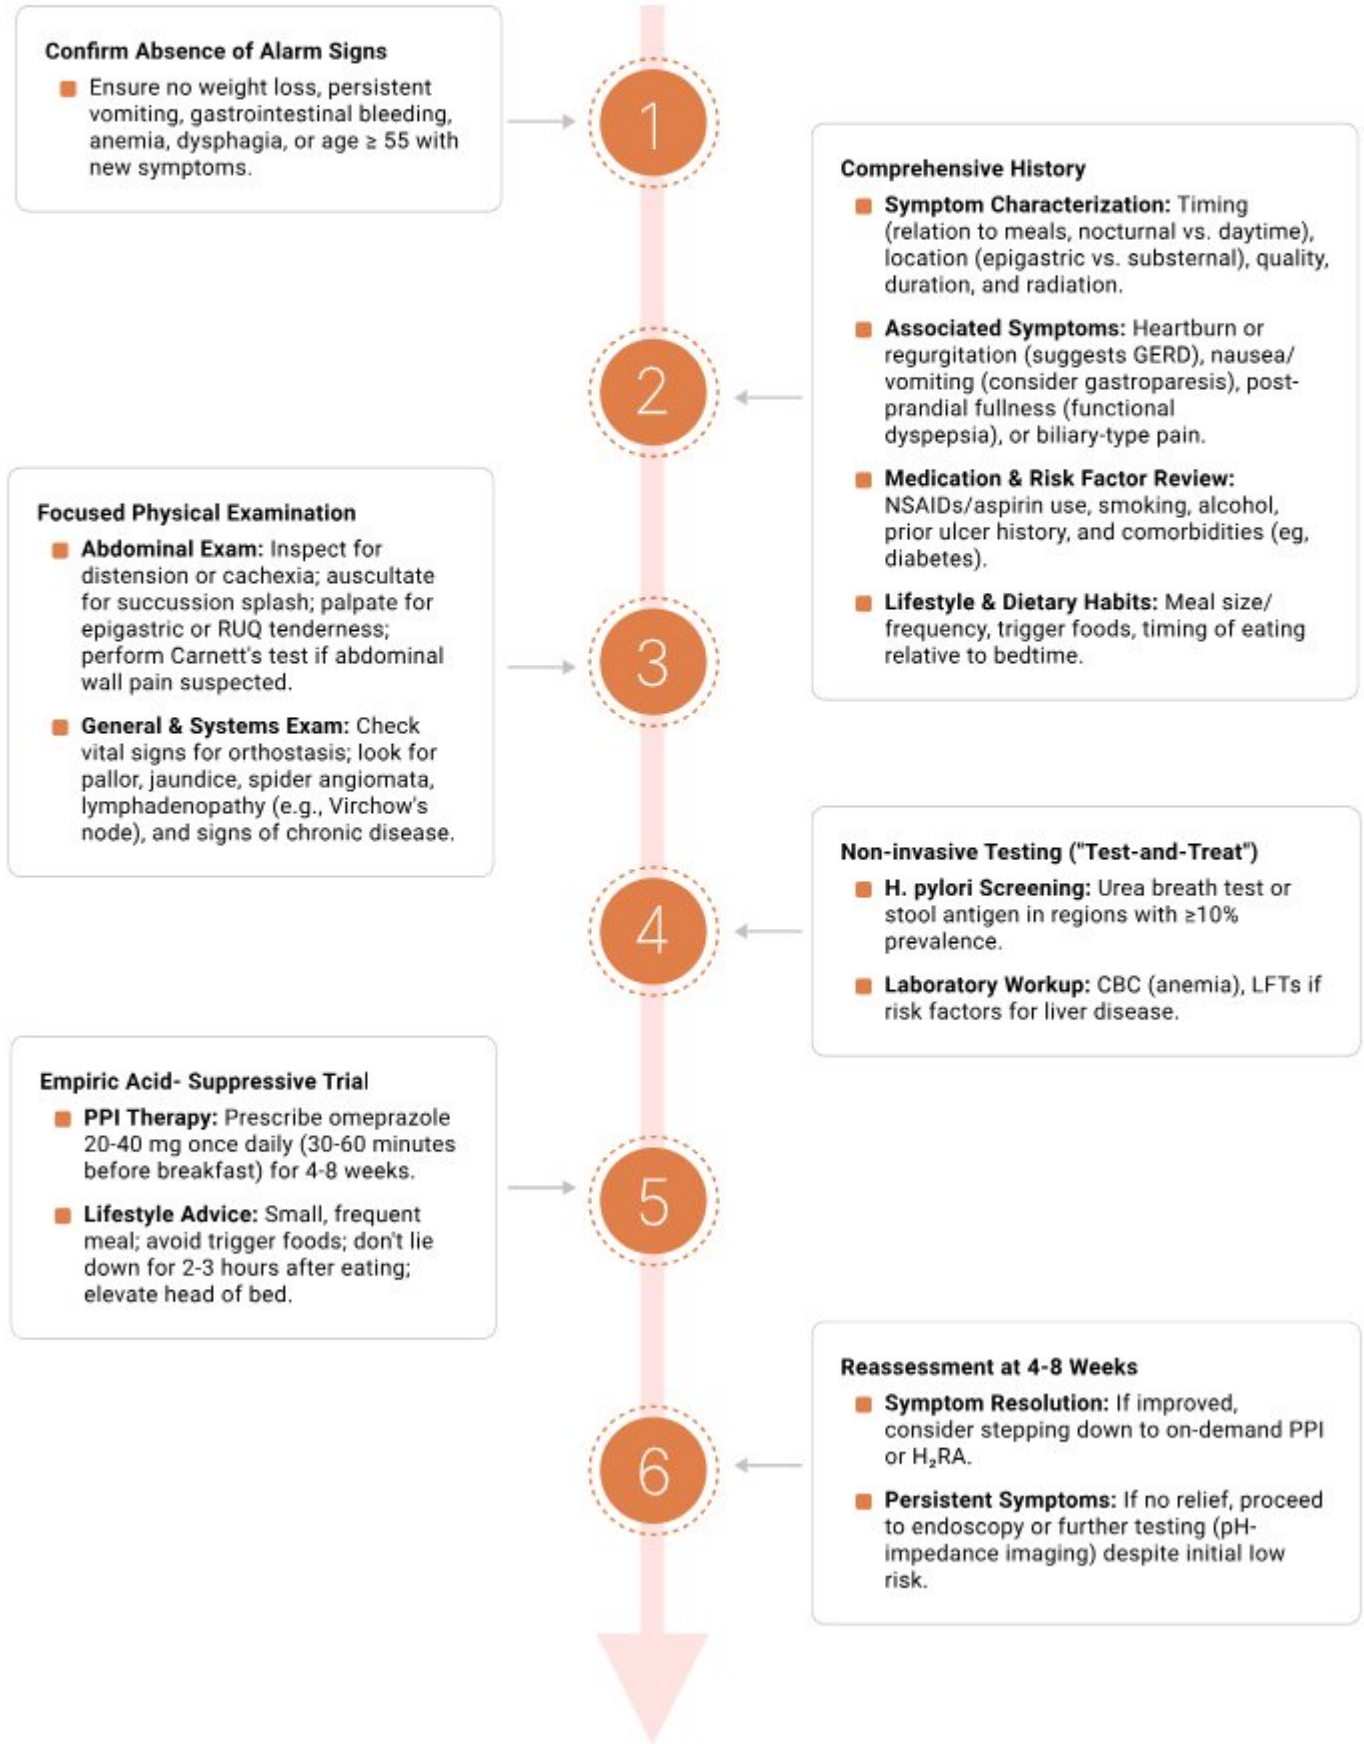 Confirm Absence of Alarm Signs
Ensure no weight loss, persistent
vomiting, gastrointestinal bleeding,
anemia, dysphagia, or age ≥ 55 with
new symptoms.
1
Comprehensive History
Symptom Characterization: Timing
(relation to meals, nocturnal vs. daytime),
location (epigastric vs. substernal), quality,
duration, and radiation.
Associated Symptoms: Heartburn or
regurgitation (suggests GERD), nausea/
vomiting (consider gastroparesis), post-
prandial fullness (functional
dyspepsia), or biliary-type pain.
Medication & Risk Factor Review:
NSAIDs/aspirin use, smoking, alcohol,
prior ulcer history, and comorbidities (eg,
diabetes).
Lifestyle & Dietary Habits: Meal size/
frequency, trigger foods, timing of eating
relative to bedtime.
2
Focused Physical Examination
Abdominal Exam: Inspect for
distension or cachexia; auscultate
for succussion splash; palpate for
epigastric or RUQ tenderness;
perform Carnett's test if abdominal
wall pain suspected.
General & Systems Exam: Check
vital signs for orthostasis; look for
pallor, jaundice, spider angiomata,
lymphadenopathy (e.g., Virchow's
node), and signs of chronic disease.
3
Non-invasive Testing ("Test-and-Treat")
H. pylori Screening: Urea breath test or
stool antigen in regions with ≥10%
prevalence.
Laboratory Workup: CBC (anemia), LFTs if
risk factors for liver disease.
4
Empiric Acid- Suppressive Trial
PPI Therapy: Prescribe omeprazole
20-40 mg once daily (30-60 minutes
before breakfast) for 4-8 weeks.
Lifestyle Advice: Small, frequent
meal; avoid trigger foods; don't lie
down for 2-3 hours after eating;
elevate head of bed.
5
Reassessment at 4-8 Weeks
Symptom Resolution: If improved,
consider stepping down to on-demand PPI
or H₂RA.
Persistent Symptoms: If no relief, proceed
to endoscopy or further testing (pH-
impedance imaging) despite initial low
risk.
6